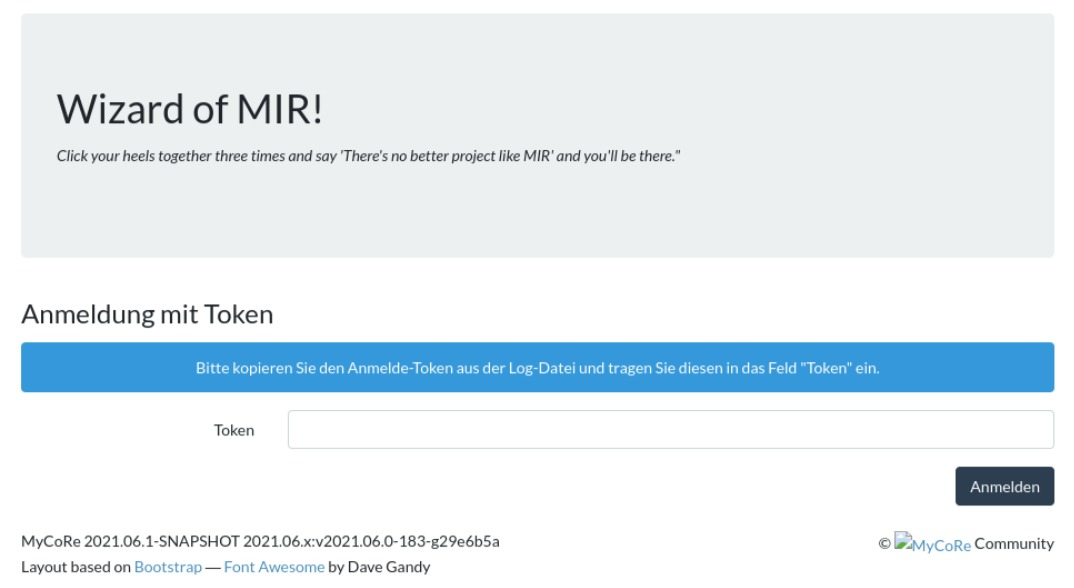 Wizard of MIR!
Click your heels together three times and say 'There's no better project like MIR' and you'll be there."
Anmeldung mit Token
Bitte kopieren Sie den Anmelde-Token aus der Log-Datei und tragen Sie diesen in das Feld "Token" ein.
Token
Anmelden
MyCoRe 2021.06.1-SNAPSHOT 2021.06.x:v2021.06.0-183-g29e6b5a
© MyCoRe Community
Layout based on Bootstrap — Font Awesome by Dave Gandy